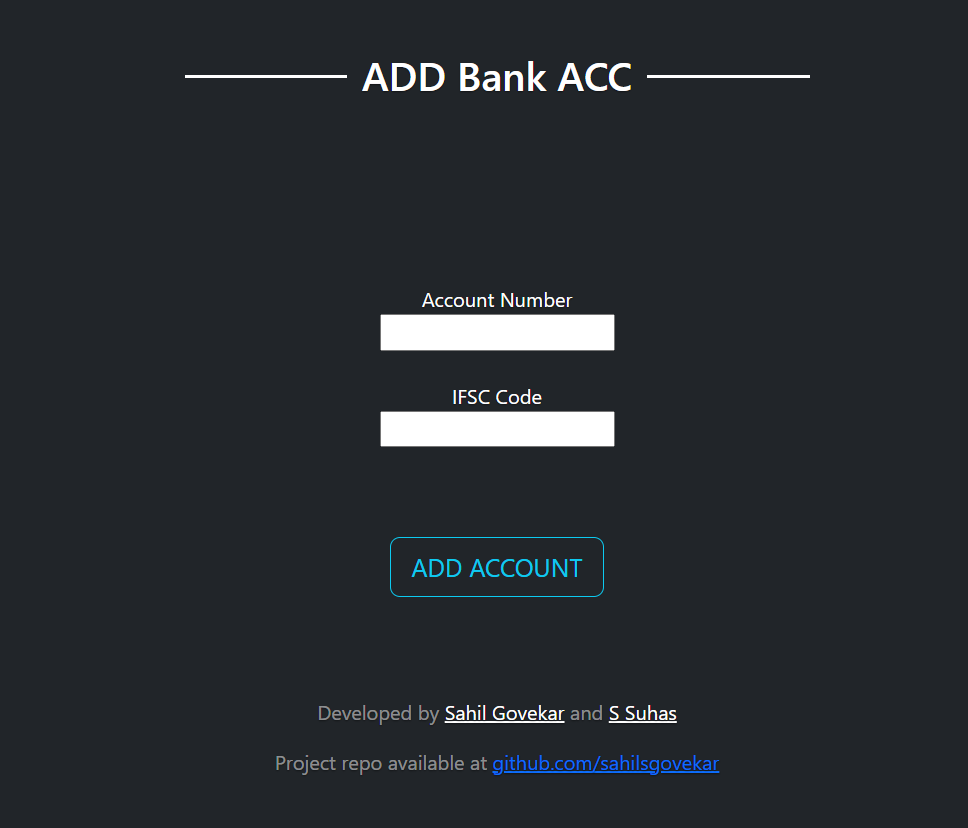 ADD Bank ACC
Account Number
IFSC Code
ADD ACCOUNT
Developed by Sahil Govekar and S Suhas
Project repo available at github.com/sahilsgovekar